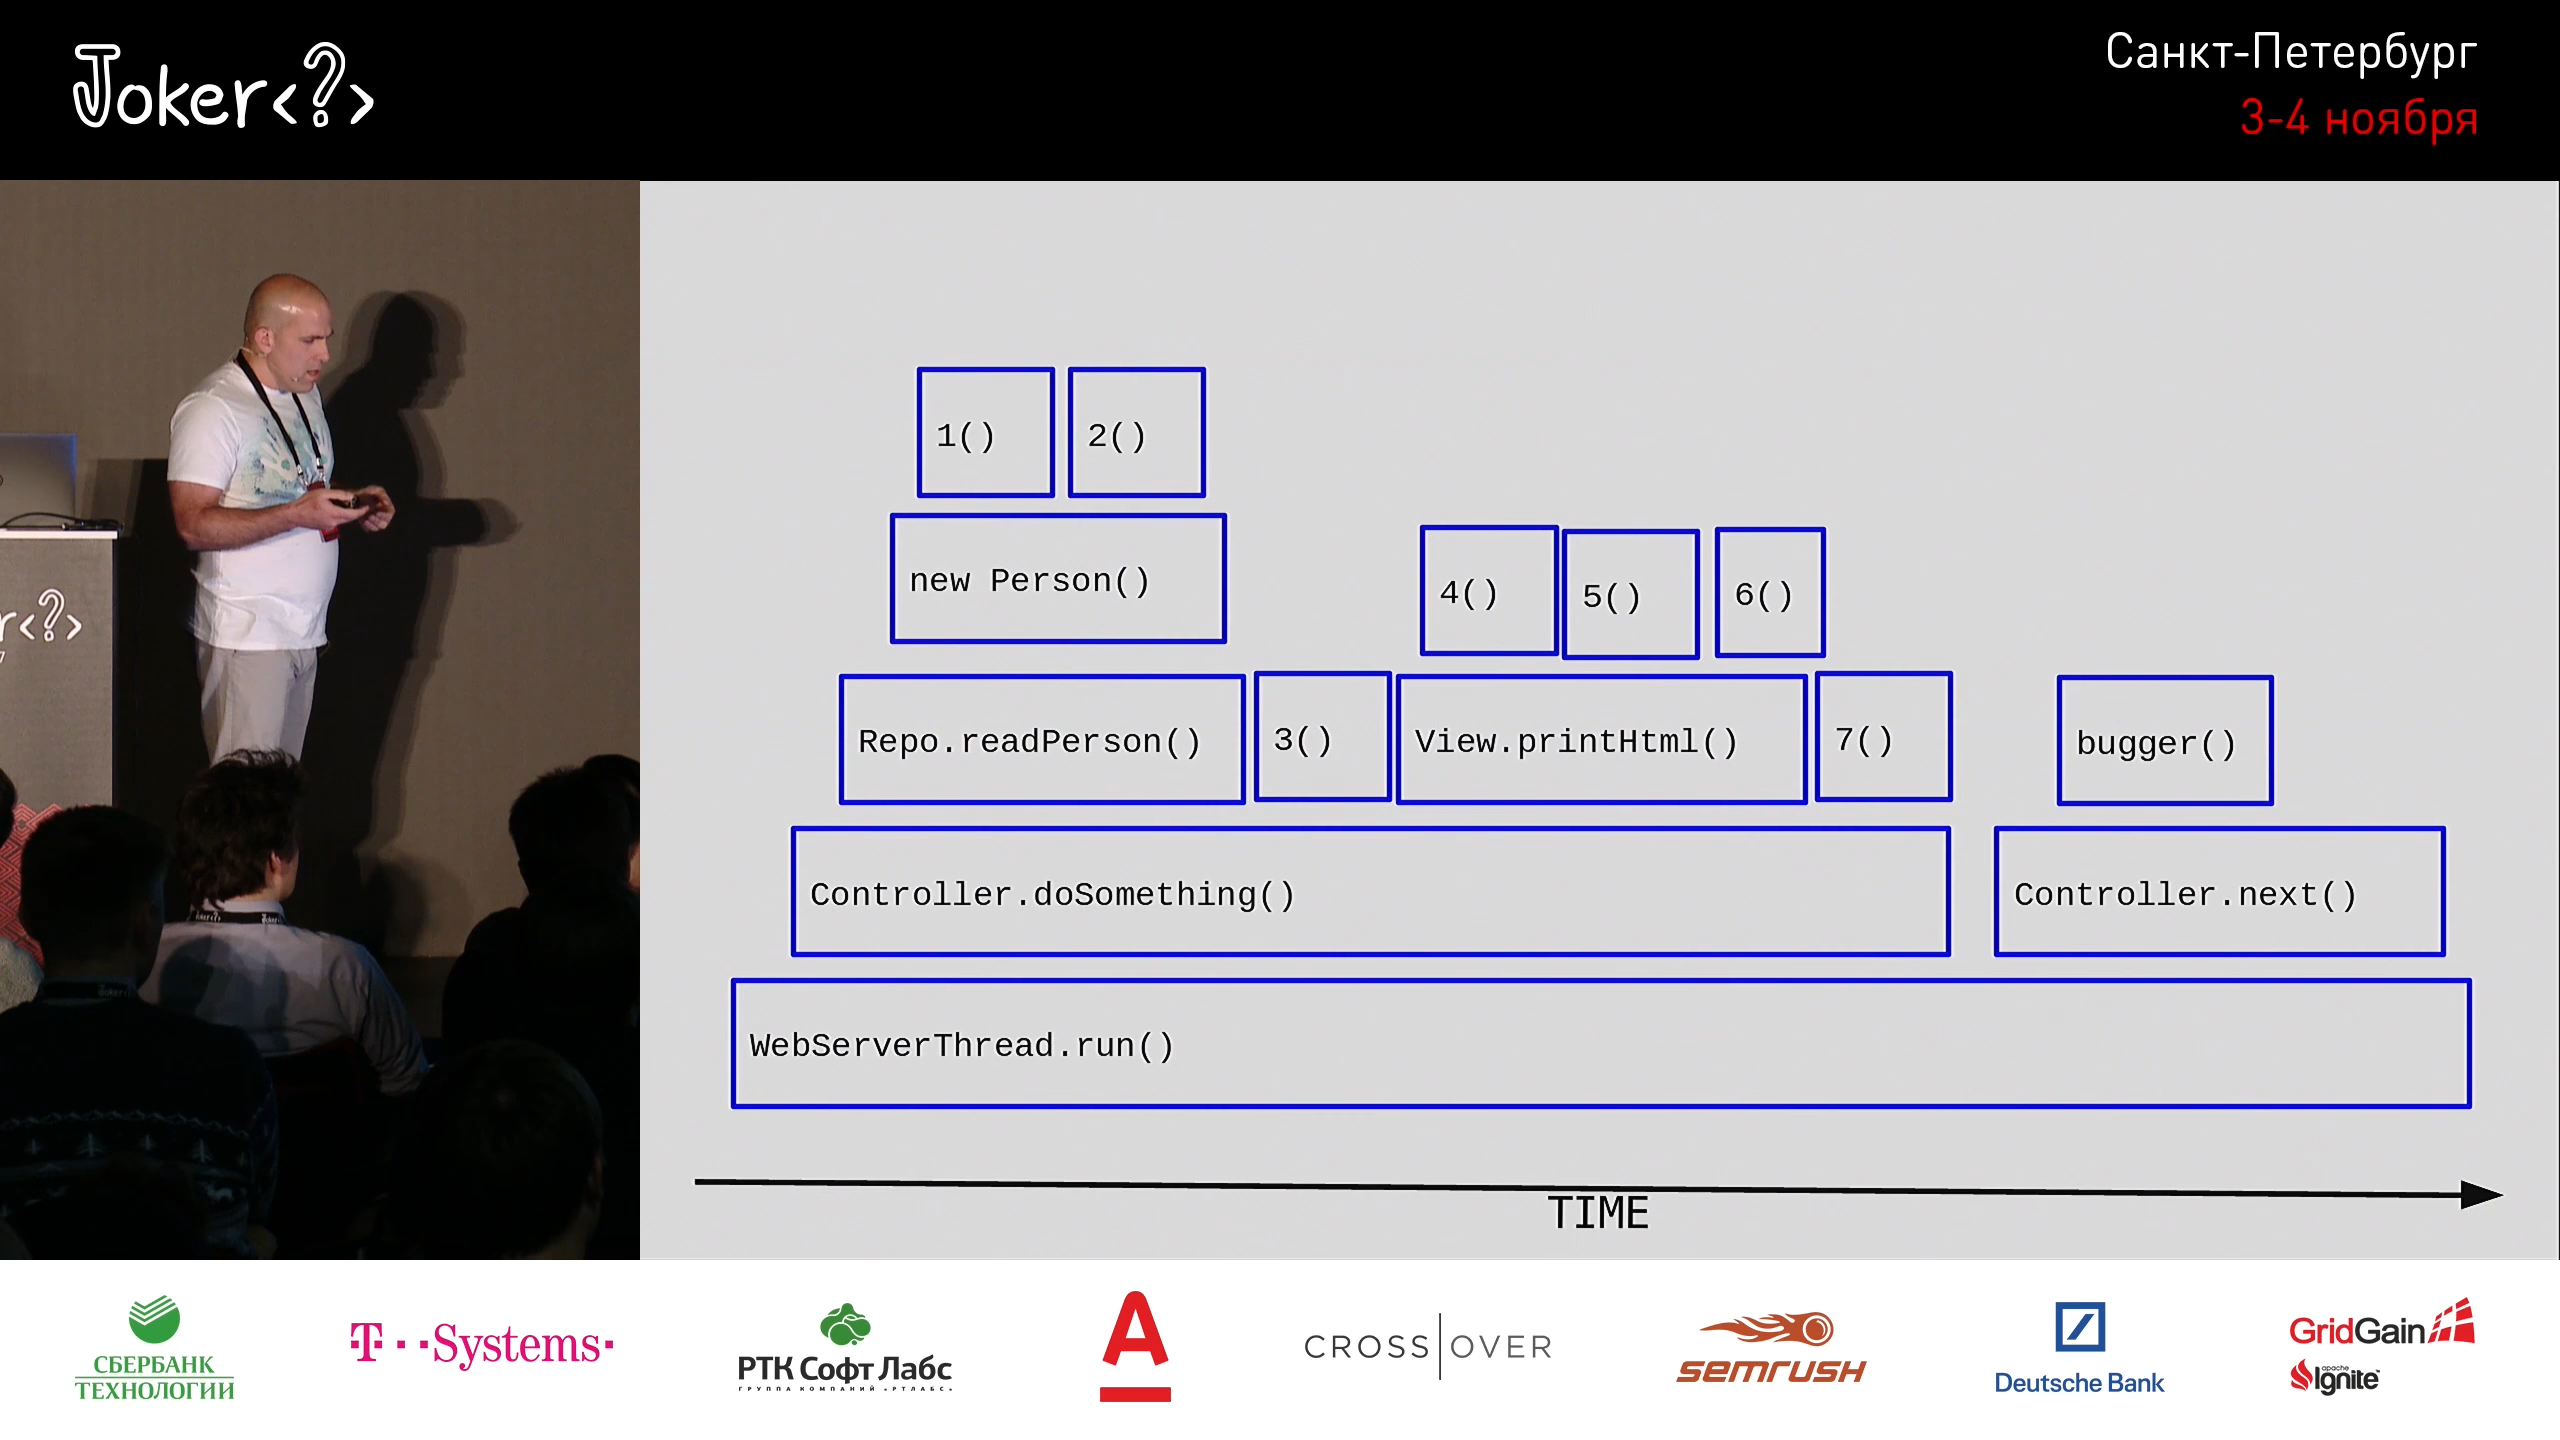 Joker<?>
Санкт-Петербург
3-4 ноября
r<?>
7
1()
2()
new Person()
4()
5()
6()
Repo.readPerson()
3()
View.printHtml()
7()
bugger()
Controller.doSomething()
Controller.next()
WebServerThread.run()
TIME
СБЕРБАНК
ТЕХНОЛОГИИ
T··Systems·
РТК Софт Лабс
ГРУППА КОМПАНИЙ «РТЛАБС»
А
CROSS|OVER
semrush
Deutsche Bank
GridGain
apache
Ignite